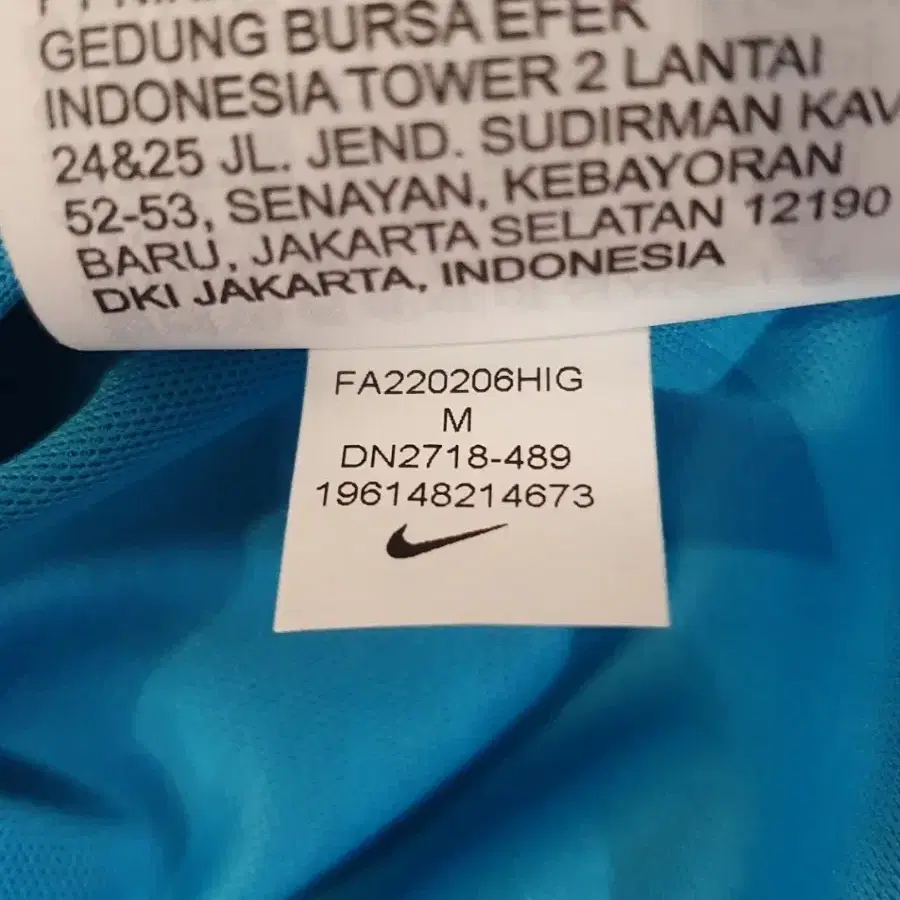 GEDUNG BURSA EFEK
INDONESIA TOWER 2 LANTAI
24&25 JL. JEND. SUDIRMAN KAV
52-53, SENAYAN, KEBAYORAN
BARU, JAKARTA SELATAN 12190
DKI JAKARTA, INDONESIA
FA220206HIG
M
DN2718-489
196148214673